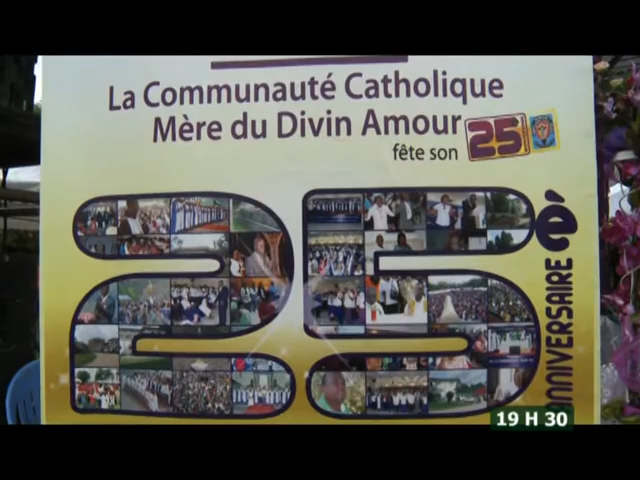 La Communauté Catholique
Mère du Divin Amour
fête son 25
25è
ANNIVERSAIRE
19 H 30